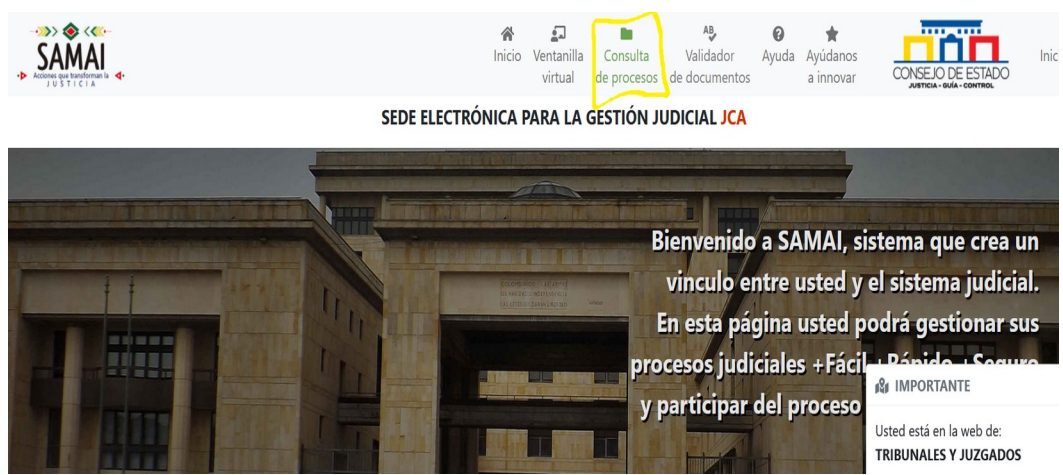 SAMAI
Acciones que transforman la
JUSTICIA
Inicio
Ventanilla
virtual
Consulta
de procesos
Validador
de documentos
Ayuda
Ayúdanos
a innovar
CONSEJO DE ESTADO
JUSTICIA - GUÍA - CONTROL
Inic
SEDE ELECTRÓNICA PARA LA GESTIÓN JUDICIAL JCA
Bienvenido a SAMAI, sistema que crea un
vinculo entre usted y el sistema judicial.
En esta página usted podrá gestionar sus
procesos judiciales +Fácil +Rápido +Seguro
y participar del proceso
IMPORTANTE
Usted está en la web de:
TRIBUNALES Y JUZGADOS